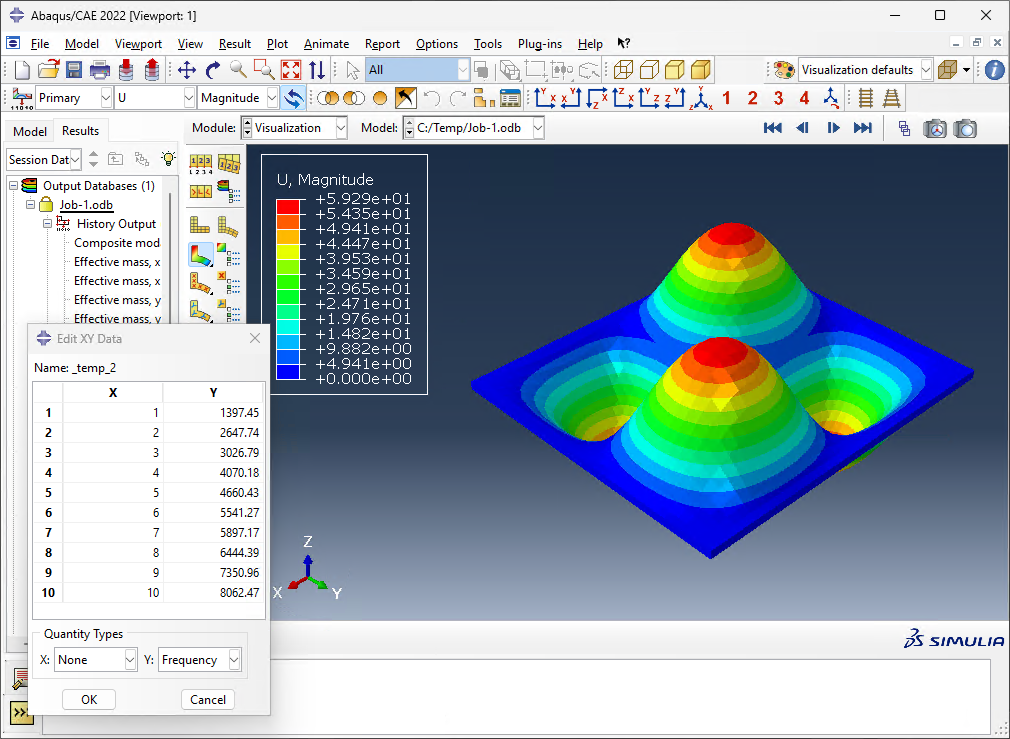 Abaqus/CAE 2022 [Viewport: 1]
File Model Viewport View Result Plot Animate Report Options Tools Plug-ins Help
All Visualization defaults
Primary U Magnitude 1 2 3 4
Model Results Module: Visualization Model: C:/Temp/Job-1.odb
Session Dat
Output Databases (1)
Job-1.odb
History Output
Composite mod
Effective mass, x
Effective mass, x
Effective mass, y
Effective mass, y
U, Magnitude
+5.929e+01
+5.435e+01
+4.941e+01
+4.447e+01
+3.953e+01
+3.459e+01
+2.965e+01
+2.471e+01
+1.976e+01
+1.482e+01
+9.882e+00
+4.941e+00
+0.000e+00
Edit XY Data
Name: _temp_2
X Y
1 1 1397.45
2 2 2647.74
3 3 3026.79
4 4 4070.18
5 5 4660.43
6 6 5541.27
7 7 5897.17
8 8 6444.39
9 9 7350.96
10 10 8062.47
Quantity Types
X: None Y: Frequency
OK Cancel
Z
X Y
SIMULIA